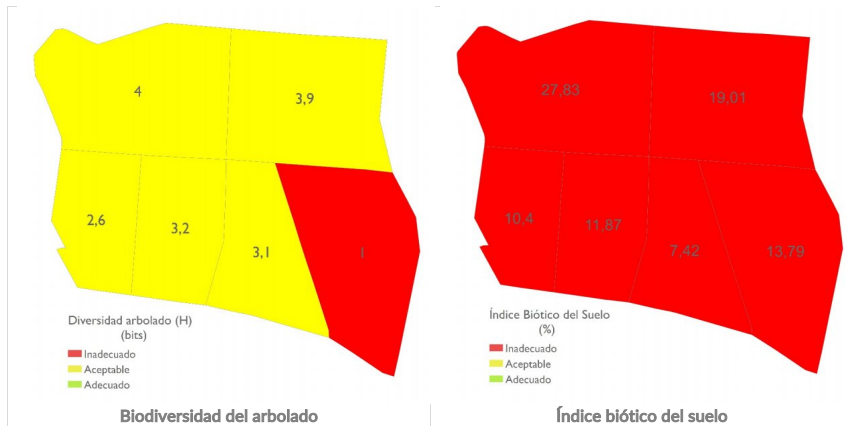 4
3,9
2,6
3,2
3,1
1
Diversidad arbolado (H)
(bits)
Inadecuado
Aceptable
Adecuado
Biodiversidad del arbolado
27,83
19,01
10,4
11,87
7,42
13,79
Índice Biótico del Suelo
(%)
Inadecuado
Aceptable
Adecuado
Índice biótico del suelo